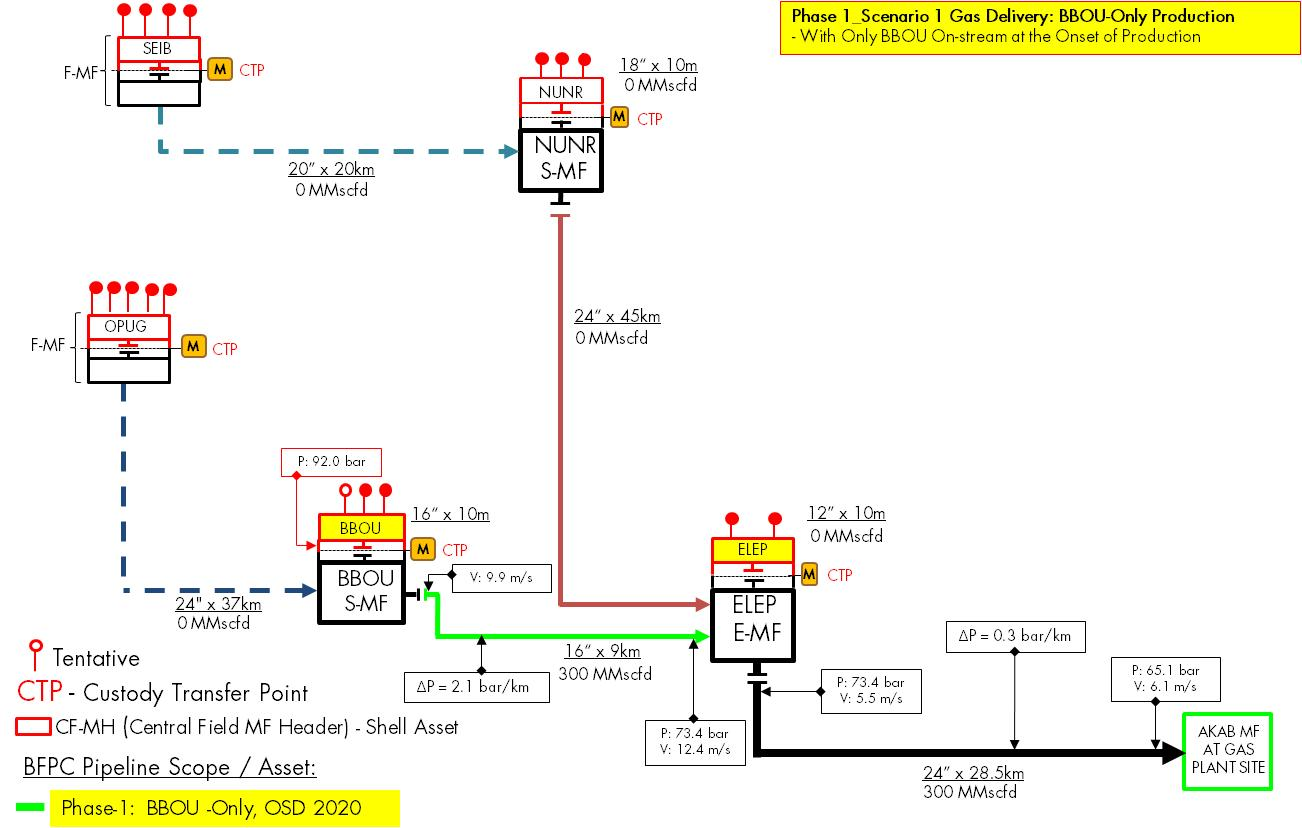 Phase 1_Scenario 1 Gas Delivery: BBOU-Only Production
- With Only BBOU On-stream at the Onset of Production
SEIB
F-MF
M
CTP
20” x 20km
0 MMscfd
NUNR
18” x 10m
0 MMscfd
M
CTP
NUNR
S-MF
24” x 45km
0 MMscfd
OPUG
F-MF
M
CTP
24" x 37km
0 MMscfd
P: 92.0 bar
BBOU
16” x 10m
M
CTP
BBOU
S-MF
V: 9.9 m/s
16” x 9km
300 MMscfd
ΔP = 2.1 bar/km
P: 73.4 bar
V: 12.4 m/s
ELEP
12” x 10m
0 MMscfd
M
CTP
ELEP
E-MF
P: 73.4 bar
V: 5.5 m/s
ΔP = 0.3 bar/km
P: 65.1 bar
V: 6.1 m/s
24” x 28.5km
300 MMscfd
AKAB MF
AT GAS
PLANT SITE
Tentative
CTP - Custody Transfer Point
CF-MH (Central Field MF Header) - Shell Asset
BFPC Pipeline Scope / Asset:
Phase-1: BBOU -Only, OSD 2020